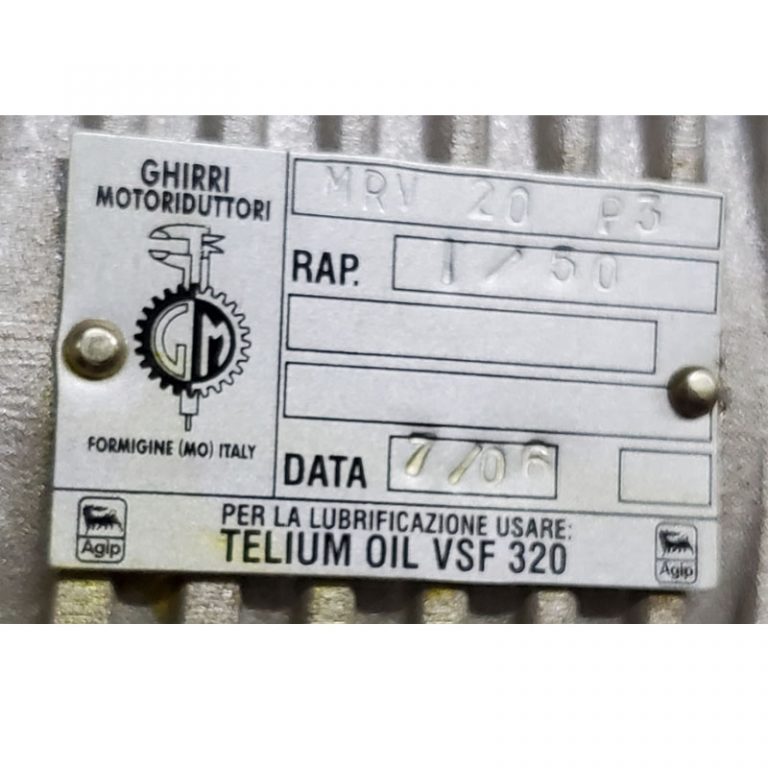 GHIRRI
MOTORIDUTTORI
GM
FORMIGINE (MO) ITALY
MRV 20 P3
RAP. 1/50
DATA 7/06
PER LA LUBRIFICAZIONE USARE:
TELIUM OIL VSF 320
Agip
Agip